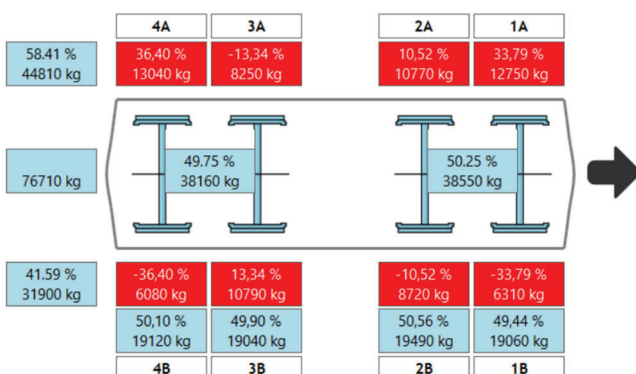 4A 3A 2A 1A
58.41 % 36,40 % -13,34 % 10,52 % 33,79 %
44810 kg 13040 kg 8250 kg 10770 kg 12750 kg
49.75 % 50.25 %
76710 kg 38160 kg 38550 kg
41.59 % -36,40 % 13,34 % -10,52 % -33,79 %
31900 kg 6080 kg 10790 kg 8720 kg 6310 kg
50,10 % 49,90 % 50,56 % 49,44 %
19120 kg 19040 kg 19490 kg 19060 kg
4B 3B 2B 1B